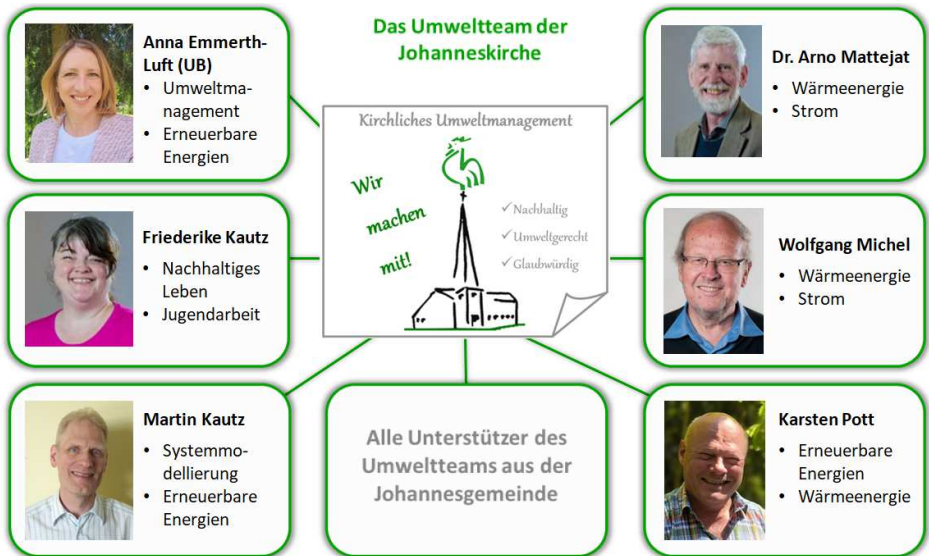 Das Umweltteam der
Johanneskirche
Anna Emmerth-
Luft (UB)
• Umweltma-
nagement
• Erneuerbare
Energien
Friederike Kautz
• Nachhaltiges
Leben
• Jugendarbeit
Martin Kautz
• Systemmo-
dellierung
• Erneuerbare
Energien
Kirchliches Umweltmanagement
Wir
machen
mit!
✓ Nachhaltig
✓ Umweltgerecht
✓ Glaubwürdig
Alle Unterstützer des
Umweltteams aus der
Johannesgemeinde
Dr. Arno Mattejat
• Wärmeenergie
• Strom
Wolfgang Michel
• Wärmeenergie
• Strom
Karsten Pott
• Erneuerbare
Energien
• Wärmeenergie